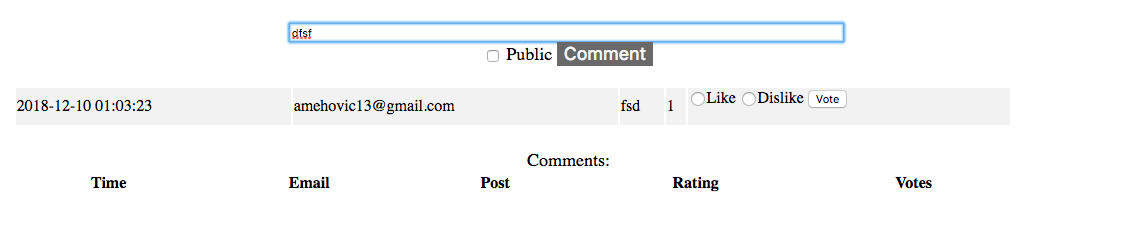 dfsf
Public Comment
2018-12-10 01:03:23 amehovic13@gmail.com fsd 1 Like Dislike Vote
Comments:
Time Email Post Rating Votes